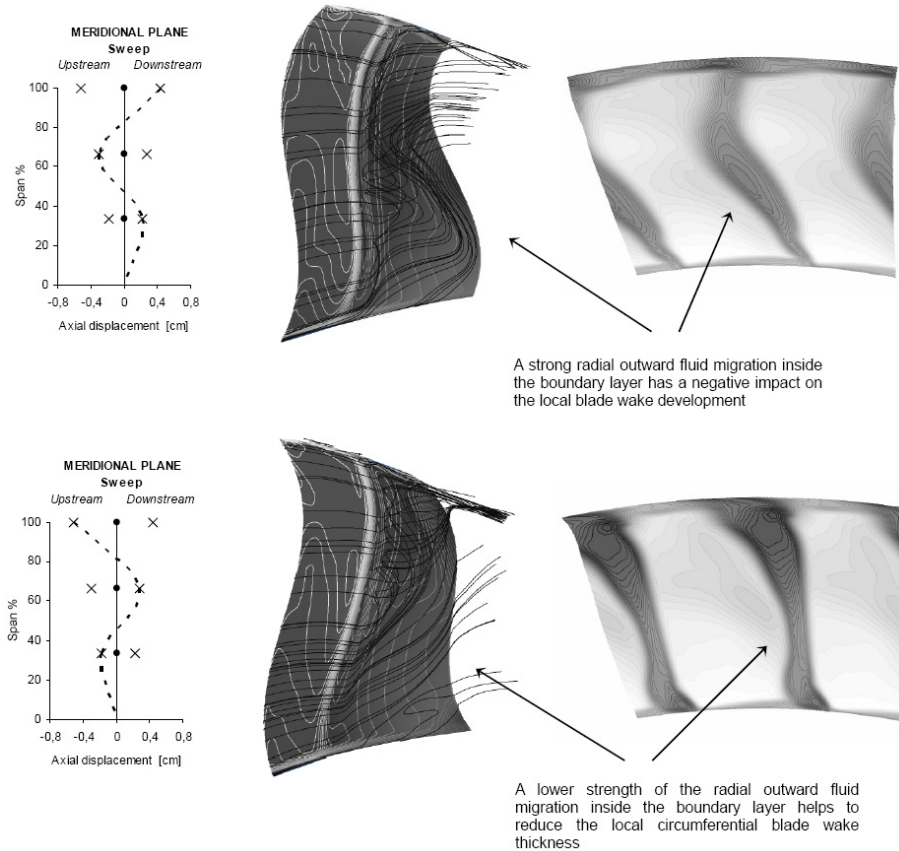 MERIDIONAL PLANE
Sweep
Upstream Downstream
100
80
60
40
20
0
Span %
-0,8 -0,4 0 0,4 0,8
Axial displacement [cm]
A strong radial outward fluid migration inside
the boundary layer has a negative impact on
the local blade wake development
MERIDIONAL PLANE
Sweep
Upstream Downstream
100
80
60
40
20
0
Span %
-0,8 -0,4 0 0,4 0,8
Axial displacement [cm]
A lower strength of the radial outward fluid
migration inside the boundary layer helps to
reduce the local circumferential blade wake
thickness